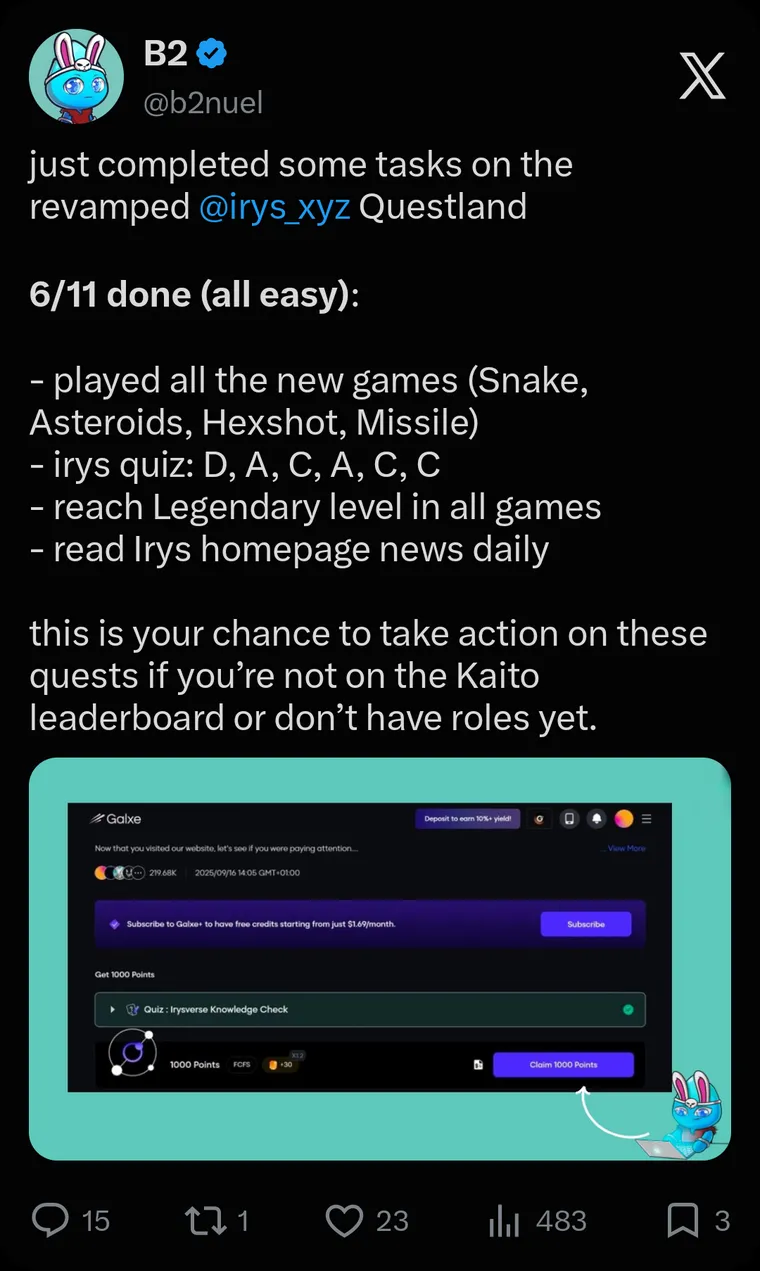 B2
@b2nuel
just completed some tasks on the
revamped @irys_xyz Questland
6/11 done (all easy):
- played all the new games (Snake,
Asteroids, Hexshot, Missile)
- irys quiz: D, A, C, A, C, C
- reach Legendary level in all games
- read Irys homepage news daily
this is your chance to take action on these
quests if you’re not on the Kaito
leaderboard or don’t have roles yet.
Galxe
Deposit to earn 10%+ yield!
Now that you visited our website, let's see if you were paying attention...
... View More
219.68K
2025/09/16 14:05 GMT+01:00
Subscribe to Galxe+ to have free credits starting from just $1.69/month.
Subscribe
Get 1000 Points
Quiz : Irysverse Knowledge Check
1000 Points
FCFS
+30
X1.2
Claim 1000 Points
15
1
23
483
3